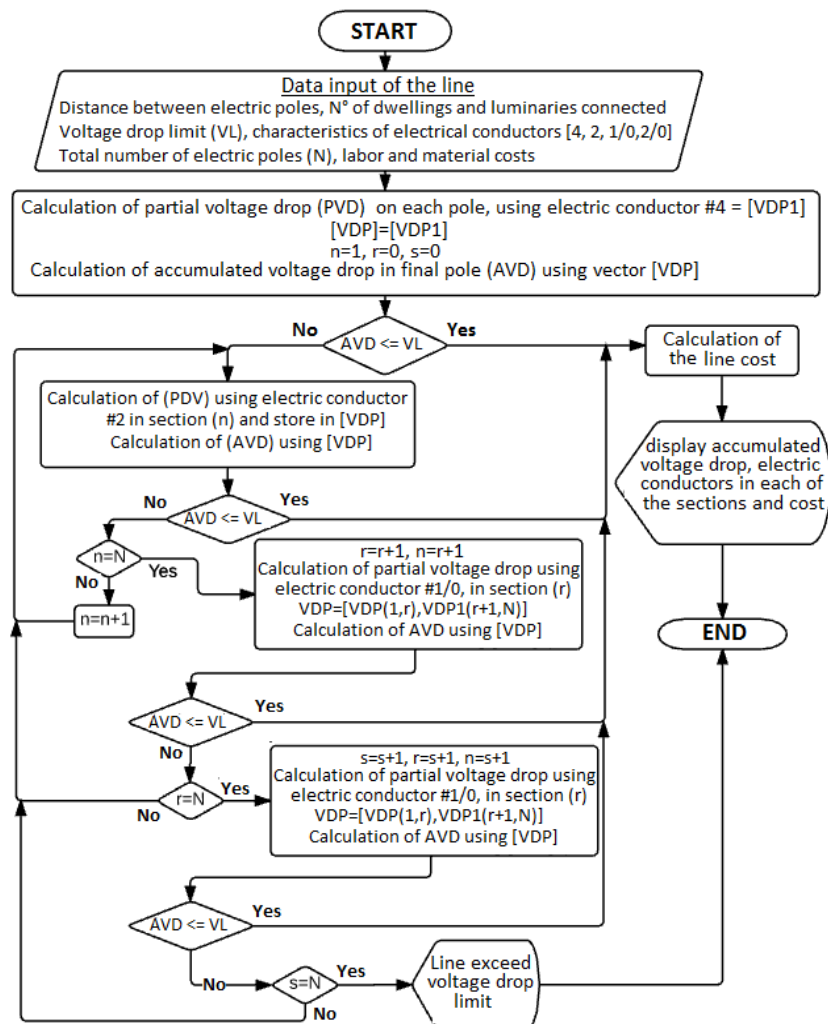 START
Data input of the line
Distance between electric poles, N° of dwellings and luminaries connected
Voltage drop limit (VL), characteristics of electrical conductors [4, 2, 1/0,2/0]
Total number of electric poles (N), labor and material costs
Calculation of partial voltage drop (PVD) on each pole, using electric conductor #4 = [VDP1]
[VDP]=[VDP1]
n=1, r=0, s=0
Calculation of accumulated voltage drop in final pole (AVD) using vector [VDP]
No
Yes
AVD <= VL
Calculation of
the line cost
Calculation of (PDV) using electric conductor
#2 in section (n) and store in [VDP]
Calculation of (AVD) using [VDP]
display accumulated
voltage drop, electric
conductors in each of
the sections and cost
No
Yes
AVD <= VL
n=N
No
Yes
n=n+1
r=r+1, n=r+1
Calculation of partial voltage drop using
electric conductor #1/0, in section (r)
VDP=[VDP(1,r),VDP1(r+1,N)]
Calculation of AVD using [VDP]
END
AVD <= VL
Yes
No
r=N
Yes
No
s=s+1, r=s+1, n=s+1
Calculation of partial voltage drop using
electric conductor #1/0, in section (r)
VDP=[VDP(1,r),VDP1(r+1,N)]
Calculation of AVD using [VDP]
AVD <= VL
Yes
No
s=N
Yes
No
Line exceed
voltage drop
limit